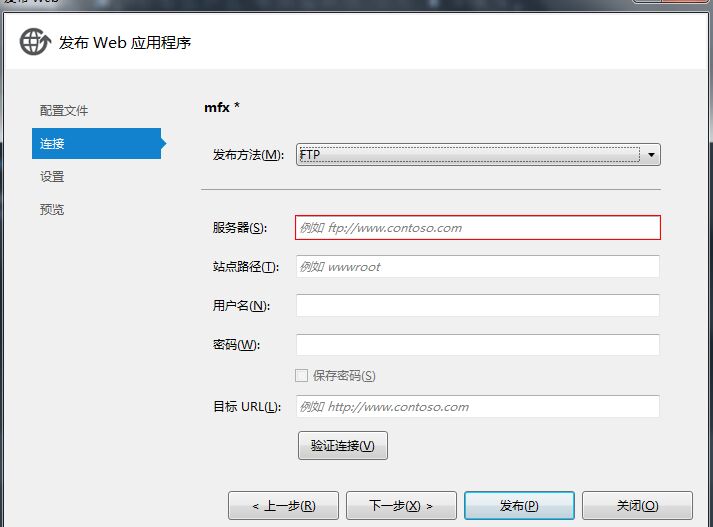 发布 Web
发布 Web 应用程序
配置文件
连接
设置
预览
mfx *
发布方法(M): FTP
服务器(S): 例如 ftp://www.contoso.com
站点路径(T): 例如 wwwroot
用户名(N):
密码(W):
保存密码(S)
目标 URL(L): 例如 http://www.contoso.com
验证连接(V)
< 上一步(R) 下一步(X) > 发布(P) 关闭(O)